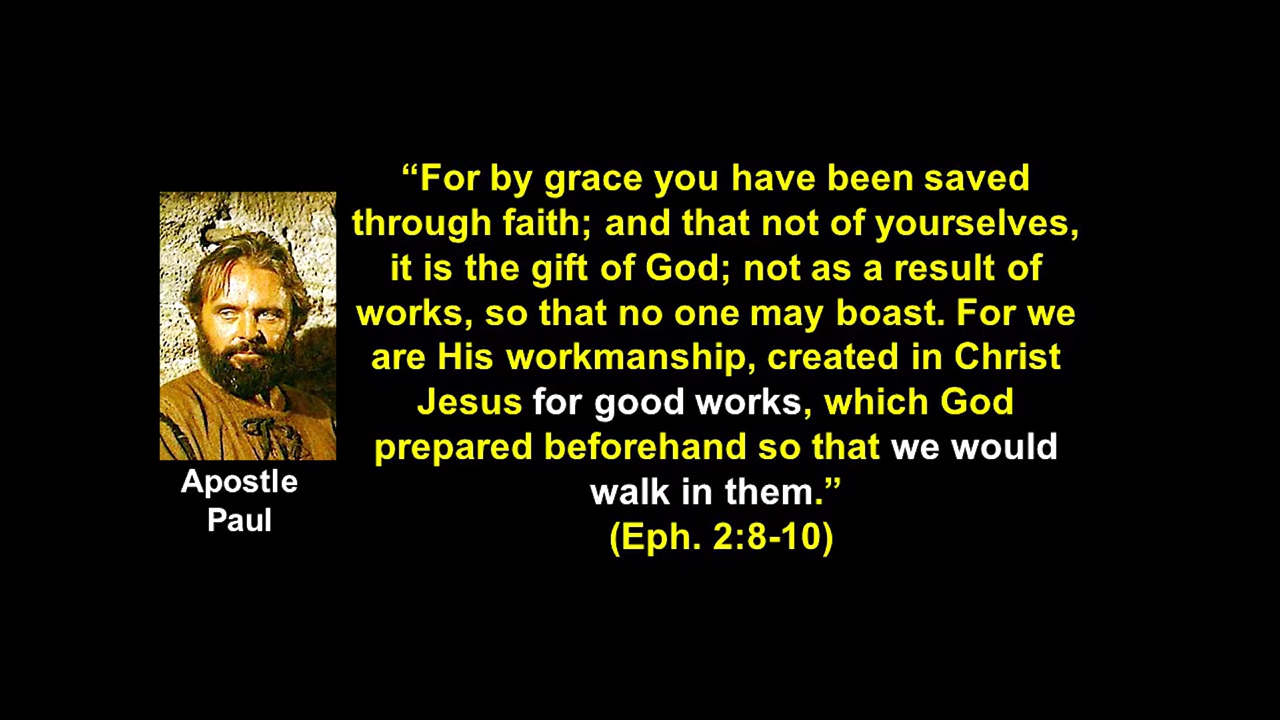 “For by grace you have been saved
through faith; and that not of yourselves,
it is the gift of God; not as a result of
works, so that no one may boast. For we
are His workmanship, created in Christ
Jesus for good works, which God
prepared beforehand so that we would
walk in them.”
(Eph. 2:8-10)
Apostle
Paul